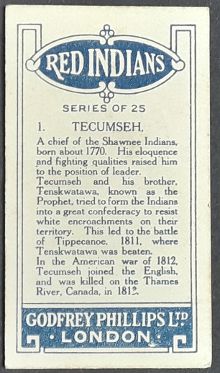 RED INDIANS
SERIES OF 25
1. TECUMSEH,
A chief of the Shawnee Indians,
born about 1770. His eloquence
and fighting qualities raised him
to the position of leader.
Tecumseh and his brother,
Tenskwatawa, known as the
Prophet, tried to form the Indians
into a great confederacy to resist
white encroachments on their
territory. This led to the battle
of Tippecanoe, 1811, where
Tenskwatawa was beaten.
In the American war of 1812,
Tecumseh joined the English,
and was killed on the Thames
River, Canada, in 1813.
GODFREY PHILLIPS LTD
LONDON